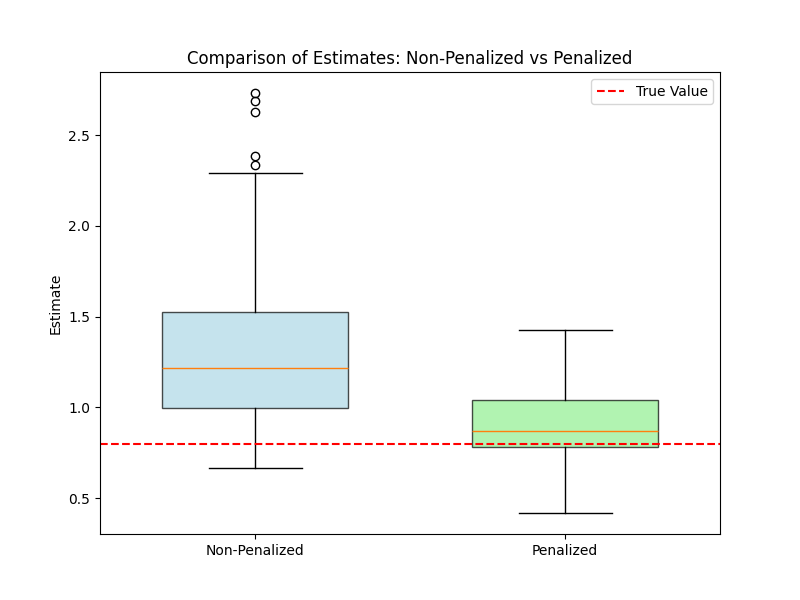 Comparison of Estimates: Non-Penalized vs Penalized
True Value
2.5
2.0
1.5
1.0
0.5
Estimate
Non-Penalized
Penalized